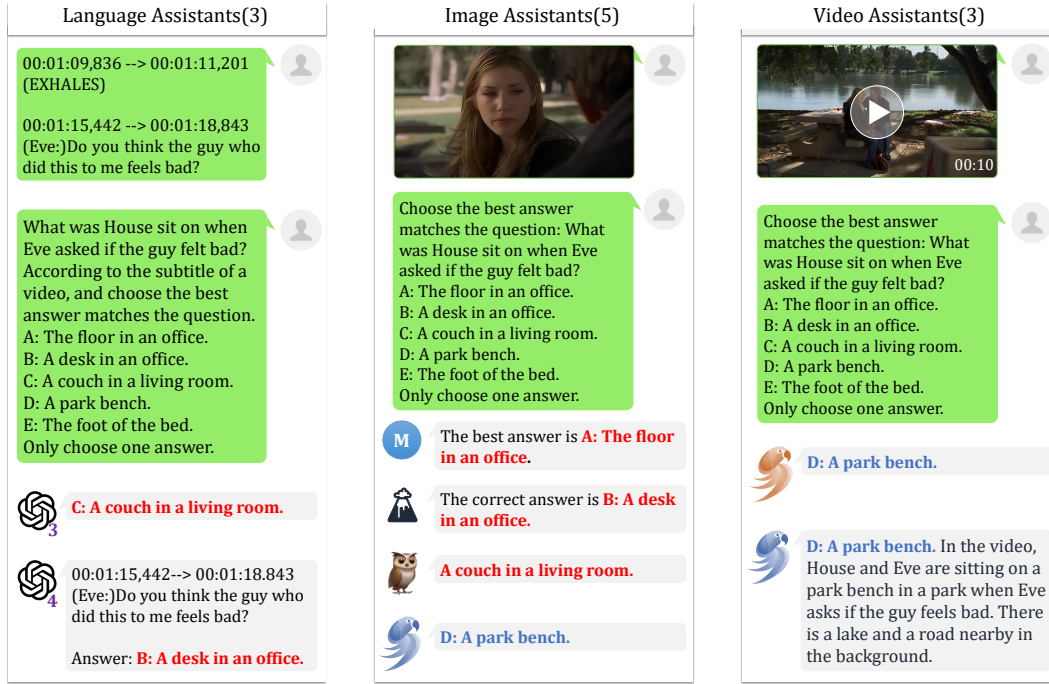 Language Assistants(3)
00:01:09,836 --> 00:01:11,201
(EXHALES)
00:01:15,442 --> 00:01:18,843
(Eve:)Do you think the guy who
did this to me feels bad?
What was House sit on when
Eve asked if the guy felt bad?
According to the subtitle of a
video, and choose the best
answer matches the question.
A: The floor in an office.
B: A desk in an office.
C: A couch in a living room.
D: A park bench.
E: The foot of the bed.
Only choose one answer.
3
C: A couch in a living room.
4
00:01:15,442--> 00:01:18.843
(Eve:)Do you think the guy who
did this to me feels bad?
Answer: B: A desk in an office.
Image Assistants(5)
Choose the best answer
matches the question: What
was House sit on when Eve
asked if the guy felt bad?
A: The floor in an office.
B: A desk in an office.
C: A couch in a living room.
D: A park bench.
E: The foot of the bed.
Only choose one answer.
M
The best answer is A: The floor
in an office.
The correct answer is B: A desk
in an office.
A couch in a living room.
D: A park bench.
Video Assistants(3)
00:10
Choose the best answer
matches the question: What
was House sit on when Eve
asked if the guy felt bad?
A: The floor in an office.
B: A desk in an office.
C: A couch in a living room.
D: A park bench.
E: The foot of the bed.
Only choose one answer.
D: A park bench.
D: A park bench. In the video,
House and Eve are sitting on a
park bench in a park when Eve
asks if the guy feels bad. There
is a lake and a road nearby in
the background.